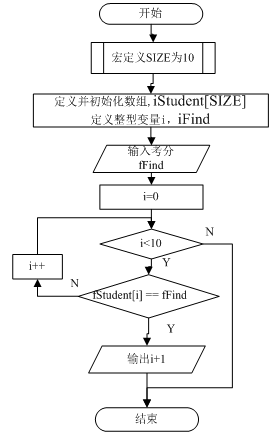 开始
宏定义SIZE为10
定义并初始化数组,iStudent[SIZE]
定义整型变量i，iFind
输入考分
fFind
i=0
i<10
N
Y
i++
N
fStudent[i] == fFind
Y
输出i+1
结束